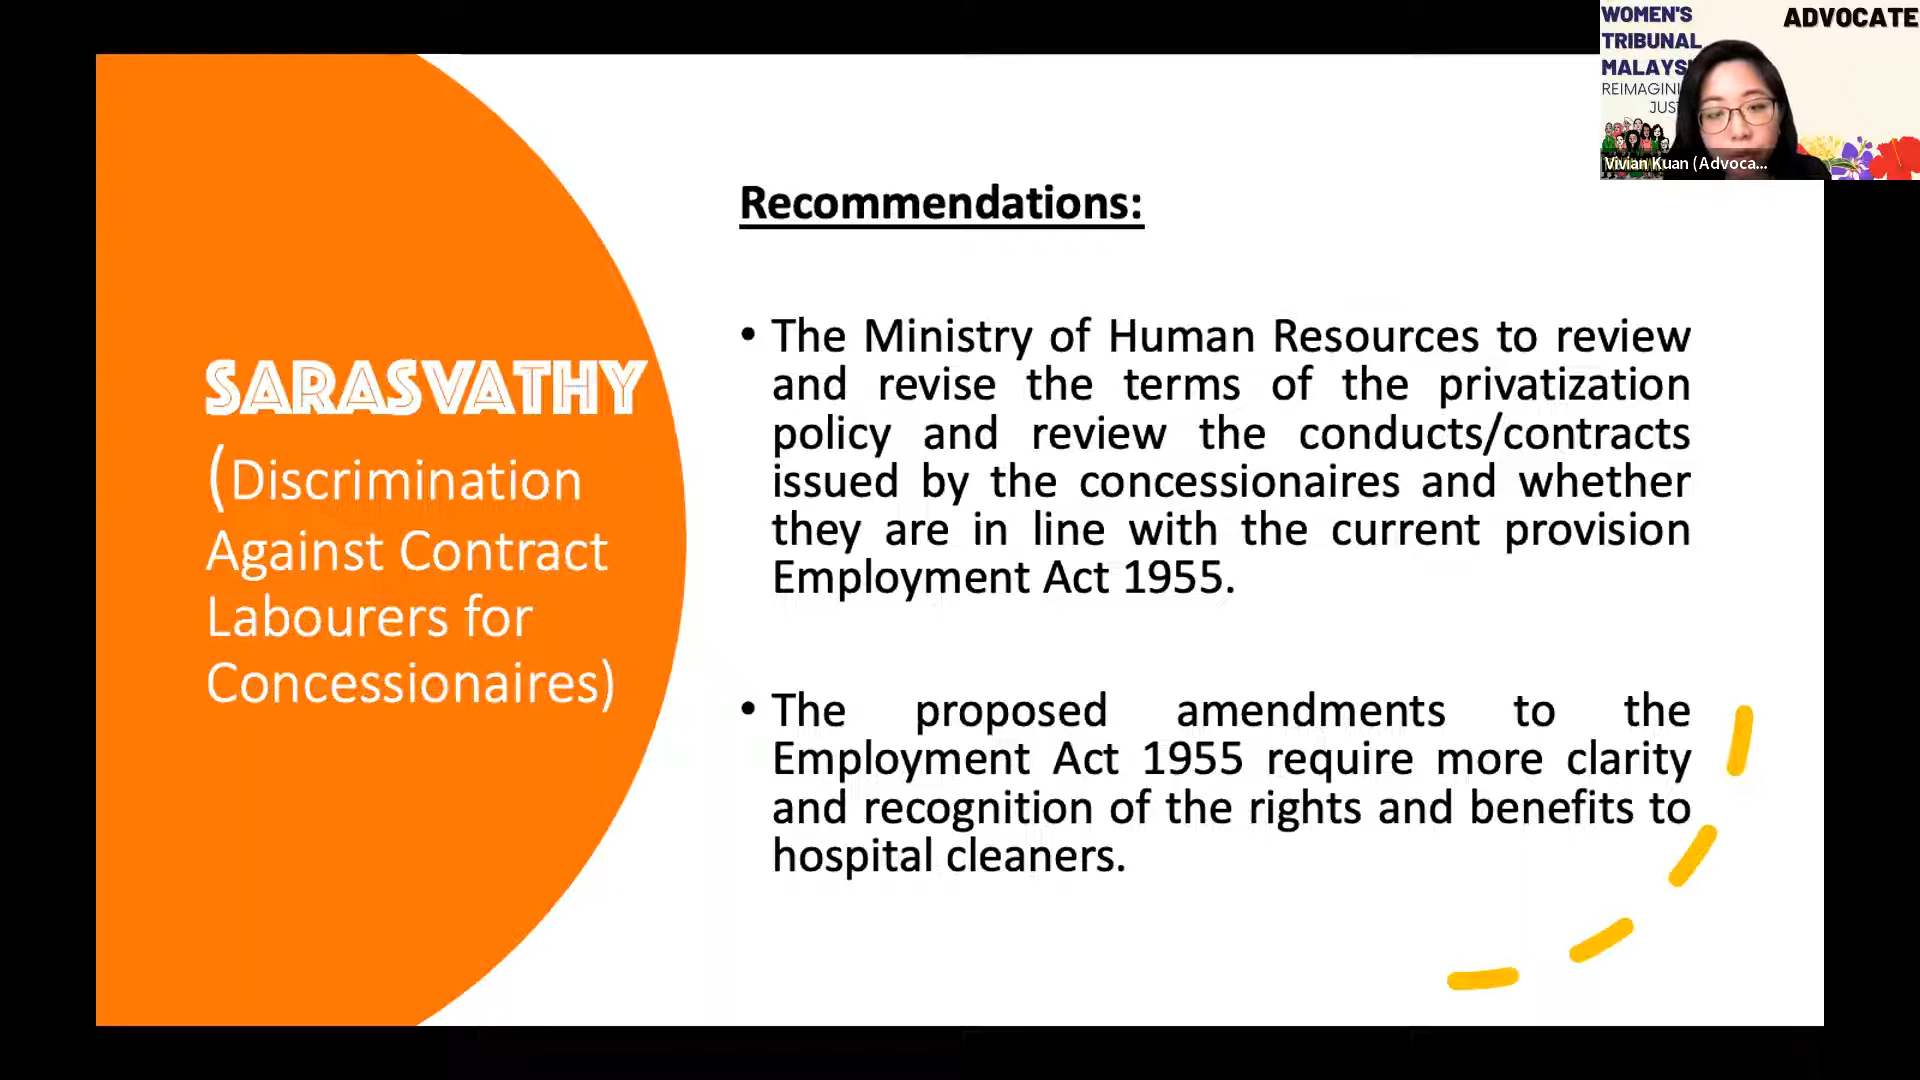 WOMEN'S
TRIBUNAL
MALAYS
REIMAGINI
JUST
ADVOCATE
Vivian Kuan (Advoca...
SARASVATHY
(Discrimination
Against Contract
Labourers for
Concessionaires)
Recommendations:
• The Ministry of Human Resources to review
and revise the terms of the privatization
policy and review the conducts/contracts
issued by the concessionaires and whether
they are in line with the current provision
Employment Act 1955.
• The proposed amendments to the
Employment Act 1955 require more clarity
and recognition of the rights and benefits to
hospital cleaners.